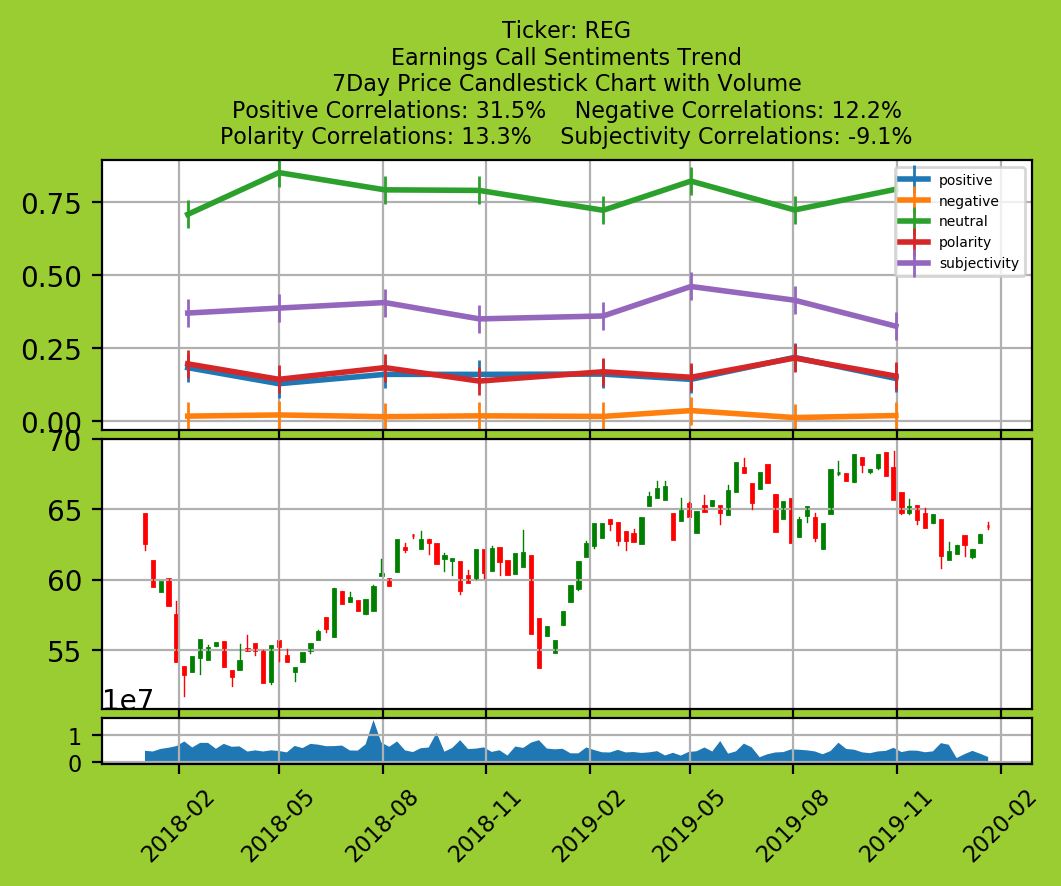 Ticker: REG
Earnings Call Sentiments Trend
7Day Price Candlestick Chart with Volume
Positive Correlations: 31.5%    Negative Correlations: 12.2%
Polarity Correlations: 13.3%    Subjectivity Correlations: -9.1%
0.75
0.50
0.25
0.00
positive
negative
neutral
polarity
subjectivity
70
65
60
55
1e7
1
0
2018-02
2018-05
2018-08
2018-11
2019-02
2019-05
2019-08
2019-11
2020-02